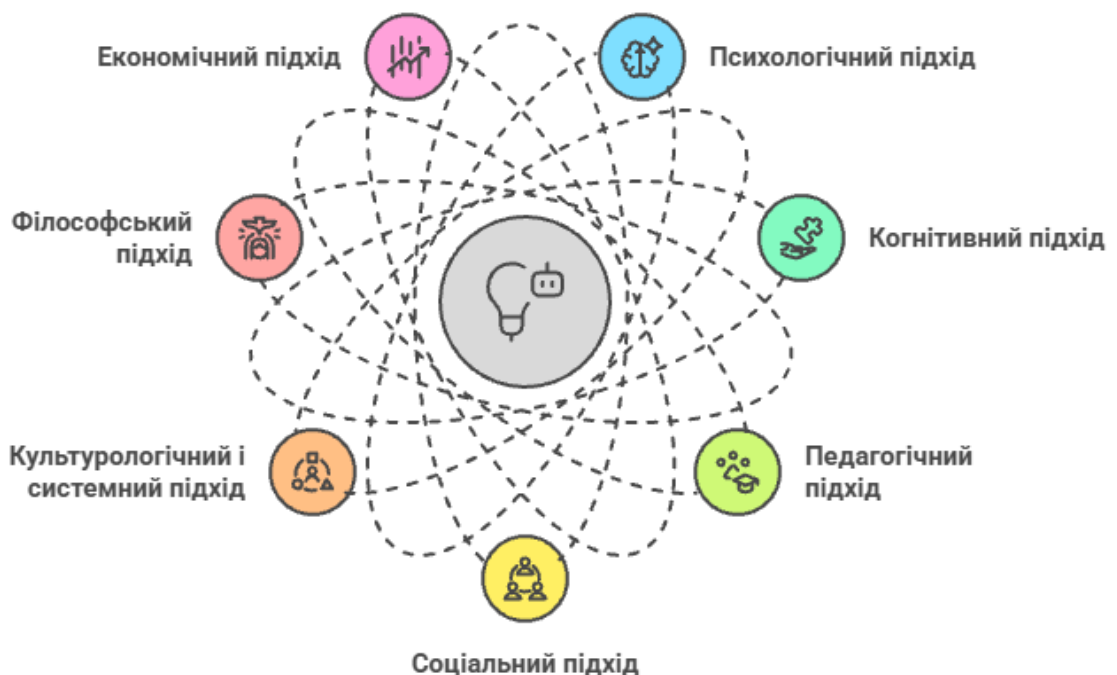 Економічний підхід
Психологічний підхід
Філософський
підхід
Когнітивний підхід
Культурологічний і
системний підхід
Педагогічний
підхід
Соціальний підхід